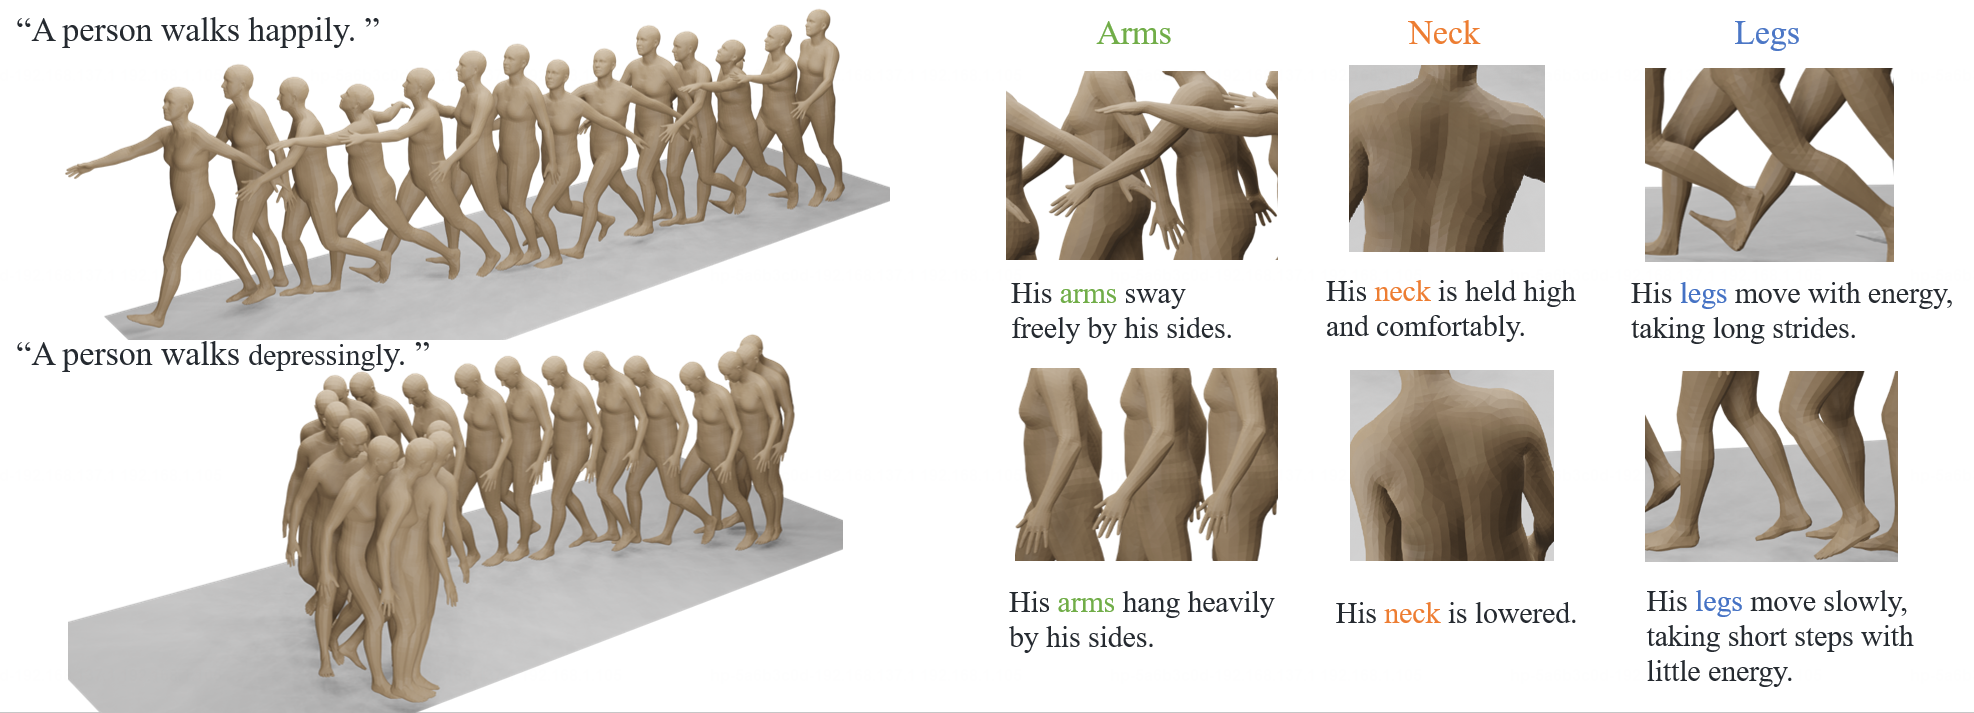 “A person walks happily. ”
Arms
Neck
Legs
His arms sway
freely by his sides.
His neck is held high
and comfortably.
His legs move with energy,
taking long strides.
“A person walks depressingly. ”
His arms hang heavily
by his sides.
His neck is lowered.
His legs move slowly,
taking short steps with
little energy.